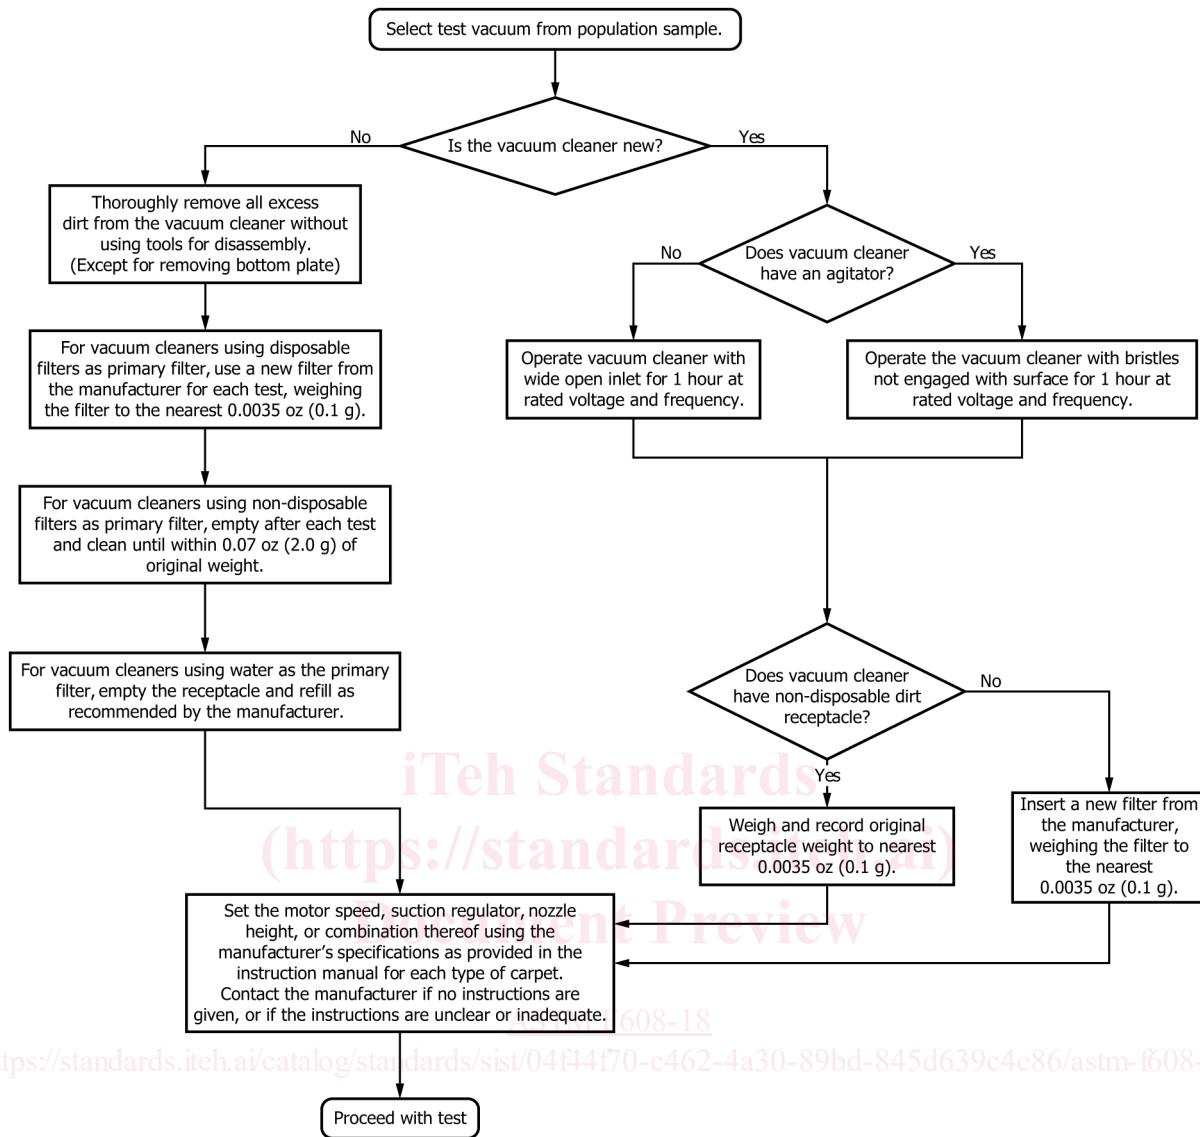 Select test vacuum from population sample.
Is the vacuum cleaner new?
No
Yes
Thoroughly remove all excess
dirt from the vacuum cleaner without
using tools for disassembly.
(Except for removing bottom plate)
Does vacuum cleaner
have an agitator?
No
Yes
For vacuum cleaners using disposable
filters as primary filter, use a new filter from
the manufacturer for each test, weighing
the filter to the nearest 0.0035 oz (0.1 g).
Operate vacuum cleaner with
wide open inlet for 1 hour at
rated voltage and frequency.
Operate the vacuum cleaner with bristles
not engaged with surface for 1 hour at
rated voltage and frequency.
For vacuum cleaners using non-disposable
filters as primary filter, empty after each test
and clean until within 0.07 oz (2.0 g) of
original weight.
For vacuum cleaners using water as the primary
filter, empty the receptacle and refill as
recommended by the manufacturer.
Does vacuum cleaner
have non-disposable dirt
receptacle?
No
Yes
Weigh and record original
receptacle weight to nearest
0.0035 oz (0.1 g).
Insert a new filter from
the manufacturer,
weighing the filter to
the nearest
0.0035 oz (0.1 g).
Set the motor speed, suction regulator, nozzle
height, or combination thereof using the
manufacturer's specifications as provided in the
instruction manual for each type of carpet.
Contact the manufacturer if no instructions are
given, or if the instructions are unclear or inadequate.
Proceed with test
iTeh Standards
(https://standards.iteh.ai)
Document Preview
ASTM F608-18
tps://standards.iteh.ai/catalog/standards/sist/04f44f70-c462-4a30-89bd-845d639c4e86/astm-f608-